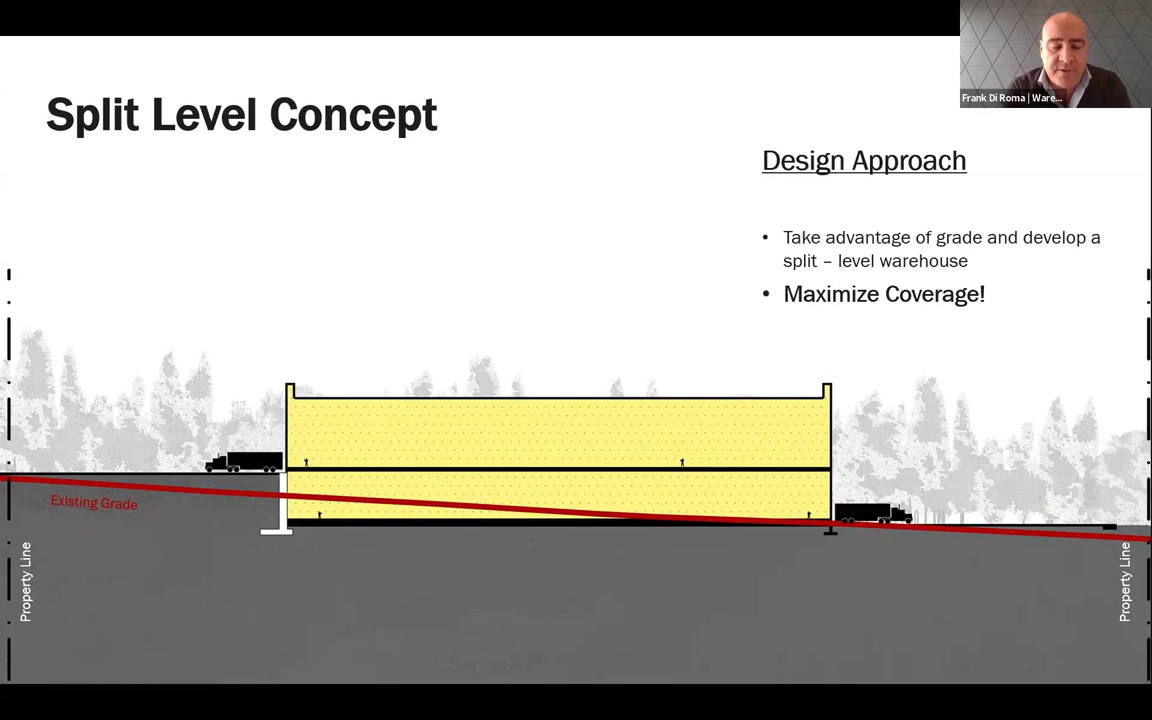 Frank Di Roma | Ware...
Split Level Concept
Design Approach
• Take advantage of grade and develop a
split – level warehouse
• Maximize Coverage!
Existing Grade
Property Line
Property Line